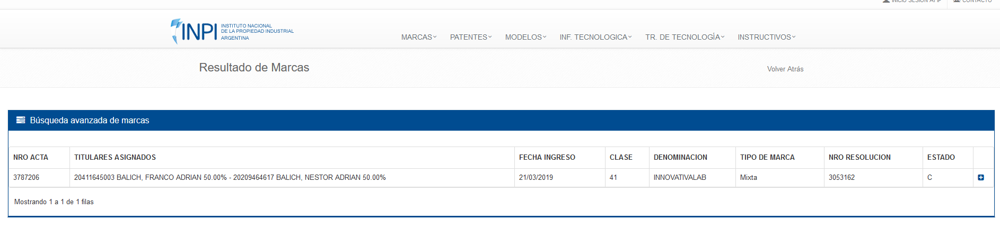 INICIO SESION AFIP CONTACTO
INPI INSTITUTO NACIONAL
DE LA PROPIEDAD INDUSTRIAL
ARGENTINA
MARCAS PATENTES MODELOS INF. TECNOLOGICA TR. DE TECNOLOGÍA INSTRUCTIVOS
Resultado de Marcas Volver Atrás
Búsqueda avanzada de marcas
NRO ACTA TITULARES ASIGNADOS FECHA INGRESO CLASE DENOMINACION TIPO DE MARCA NRO RESOLUCION ESTADO
3787206 20411645003 BALICH, FRANCO ADRIAN 50.00% - 20209464617 BALICH, NESTOR ADRIAN 50.00% 21/03/2019 41 INNOVATIVALAB Mixta 3053162 C
Mostrando 1 a 1 de 1 filas